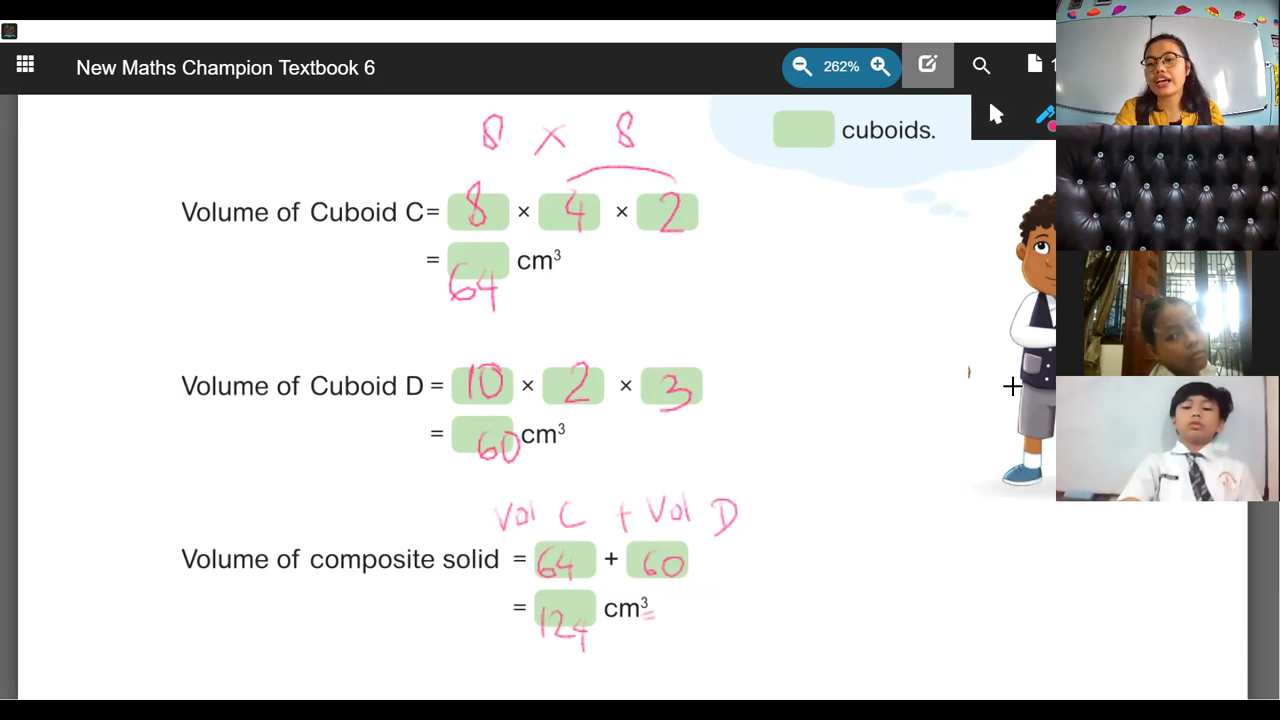 New Maths Champion Textbook 6
262%
8 × 8
cuboids.
Volume of Cuboid C= 8 × 4 × 2
= 64 cm³
Volume of Cuboid D = 10 × 2 × 3
= 60 cm³
Vol C + Vol D
Volume of composite solid = 64 + 60
= 124 cm³